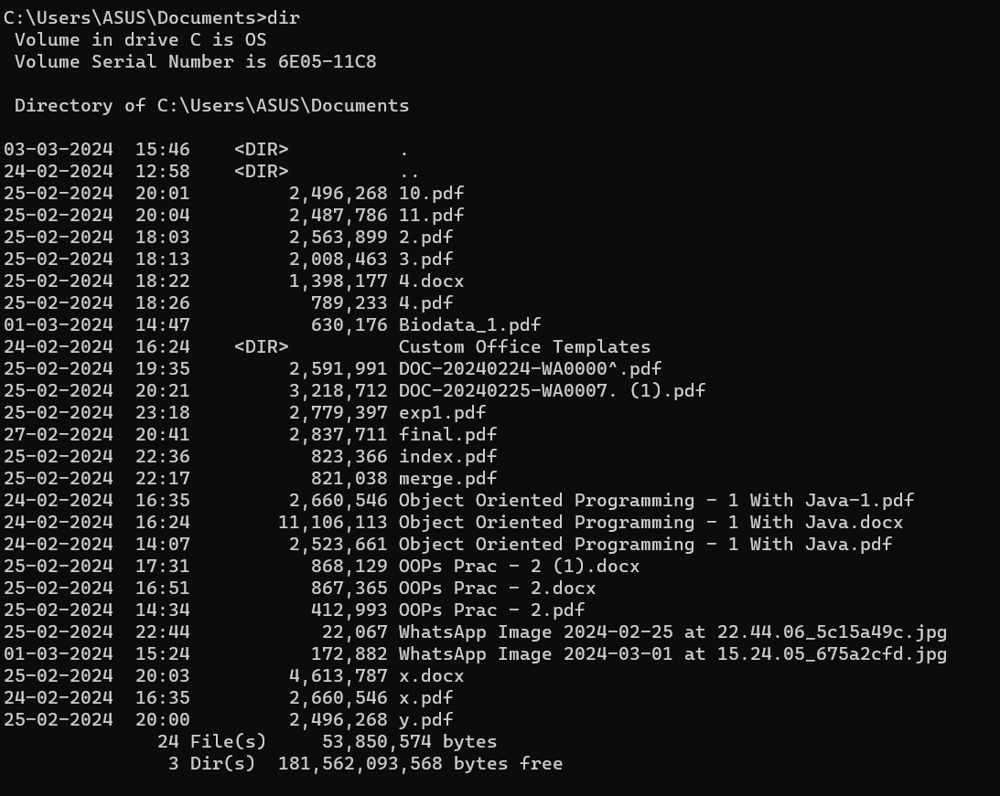 C:\Users\ASUS\Documents>dir
 Volume in drive C is OS
 Volume Serial Number is 6E05-11C8

 Directory of C:\Users\ASUS\Documents

03-03-2024  15:46    <DIR>          .
24-02-2024  12:58    <DIR>          ..
25-02-2024  20:01         2,496,268 10.pdf
25-02-2024  20:04         2,487,786 11.pdf
25-02-2024  18:03         2,563,899 2.pdf
25-02-2024  18:13         2,008,463 3.pdf
25-02-2024  18:22         1,398,177 4.docx
25-02-2024  18:26           789,233 4.pdf
01-03-2024  14:47           630,176 Biodata_1.pdf
24-02-2024  16:24    <DIR>          Custom Office Templates
25-02-2024  19:35         2,591,991 DOC-20240224-WA0000^.pdf
25-02-2024  20:21         3,218,712 DOC-20240225-WA0007. (1).pdf
25-02-2024  23:18         2,779,397 exp1.pdf
27-02-2024  20:41         2,837,711 final.pdf
25-02-2024  22:36           823,366 index.pdf
25-02-2024  22:17           821,038 merge.pdf
24-02-2024  16:35         2,660,546 Object Oriented Programming - 1 With Java-1.pdf
24-02-2024  16:24        11,106,113 Object Oriented Programming - 1 With Java.docx
24-02-2024  14:07         2,523,661 Object Oriented Programming - 1 With Java.pdf
25-02-2024  17:31           868,129 OOPs Prac - 2 (1).docx
25-02-2024  16:51           867,365 OOPs Prac - 2.docx
25-02-2024  14:34           412,993 OOPs Prac - 2.pdf
25-02-2024  22:44            22,067 WhatsApp Image 2024-02-25 at 22.44.06_5c15a49c.jpg
01-03-2024  15:24           172,882 WhatsApp Image 2024-03-01 at 15.24.05_675a2cfd.jpg
25-02-2024  20:03         4,613,787 x.docx
24-02-2024  16:35         2,660,546 x.pdf
25-02-2024  20:00         2,496,268 y.pdf
              24 File(s)     53,850,574 bytes
               3 Dir(s)  181,562,093,568 bytes free